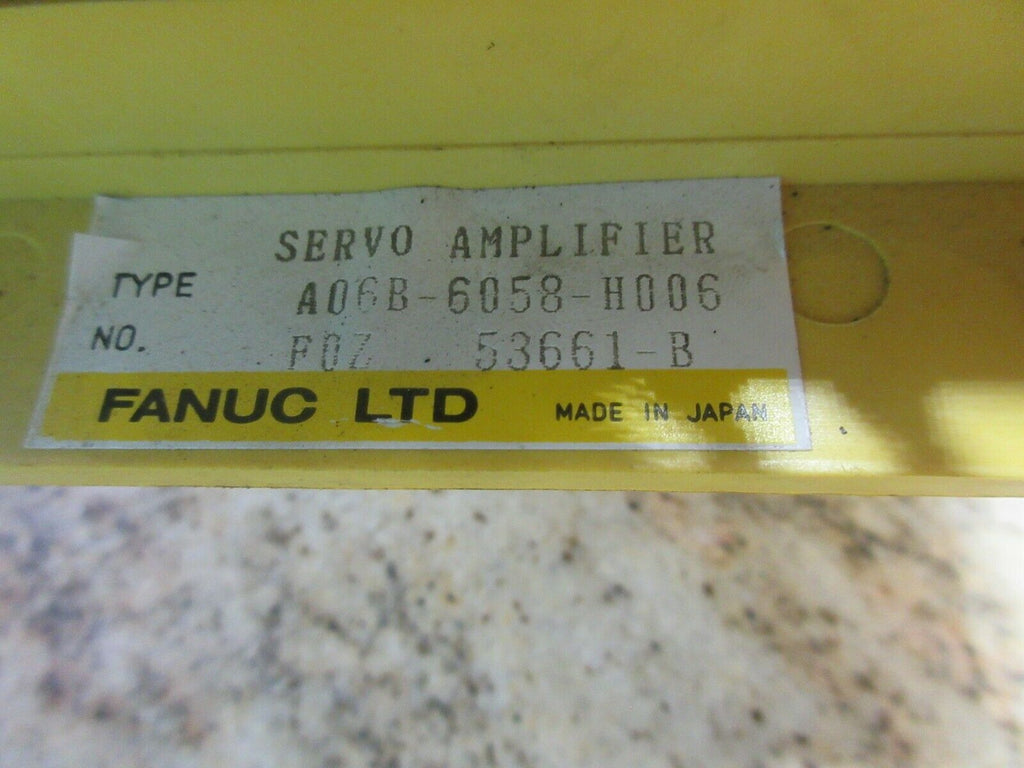 SERVO AMPLIFIER
TYPE A06B-6058-H006
NO. F0Z 53661-B
FANUC LTD MADE IN JAPAN